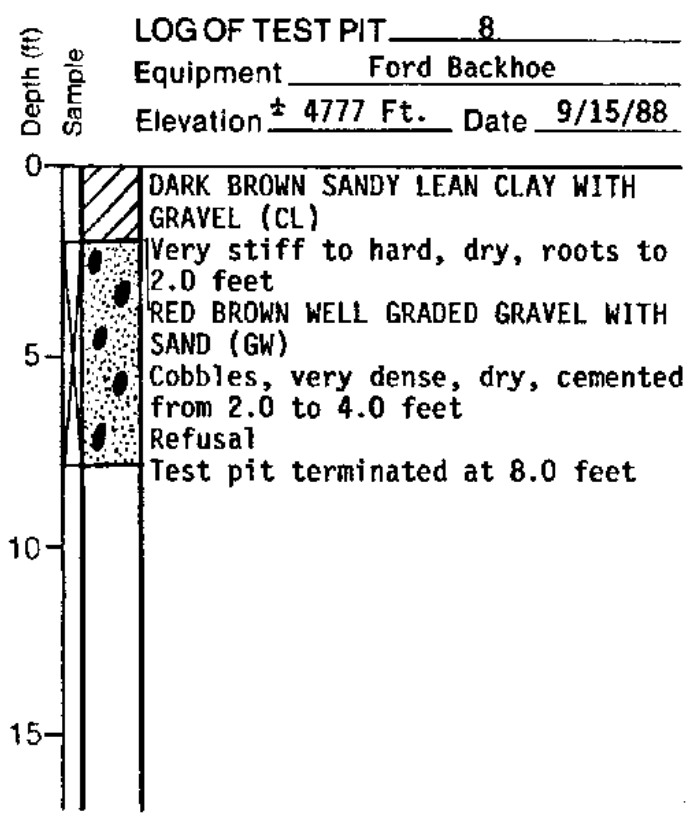 LOG OF TEST PIT 8
Equipment Ford Backhoe
Elevation ± 4777 Ft. Date 9/15/88
Depth (ft)
Sample
0
DARK BROWN SANDY LEAN CLAY WITH
GRAVEL (CL)
Very stiff to hard, dry, roots to
2.0 feet
RED BROWN WELL GRADED GRAVEL WITH
SAND (GW)
5
Cobbles, very dense, dry, cemented
from 2.0 to 4.0 feet
Refusal
Test pit terminated at 8.0 feet
10
15